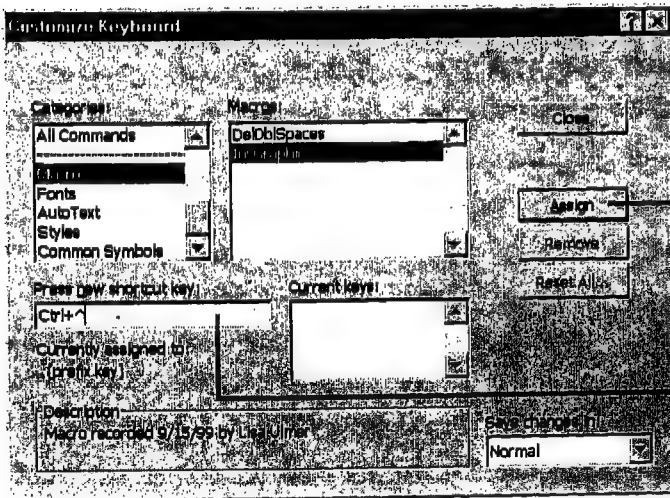 Customize Keyboard
Categories:
All Commands
Macros
Fonts
AutoText
Styles
Common Symbols
Macros:
DelDblSpaces
Close
Assign
Remove
Reset All...
Press new shortcut key:
Ctrl+^
Current keys:
Currently assigned to:
(prefix key)
Description
Macro recorded 9/15/99 by Lisa Ulmer
Save changes in:
Normal